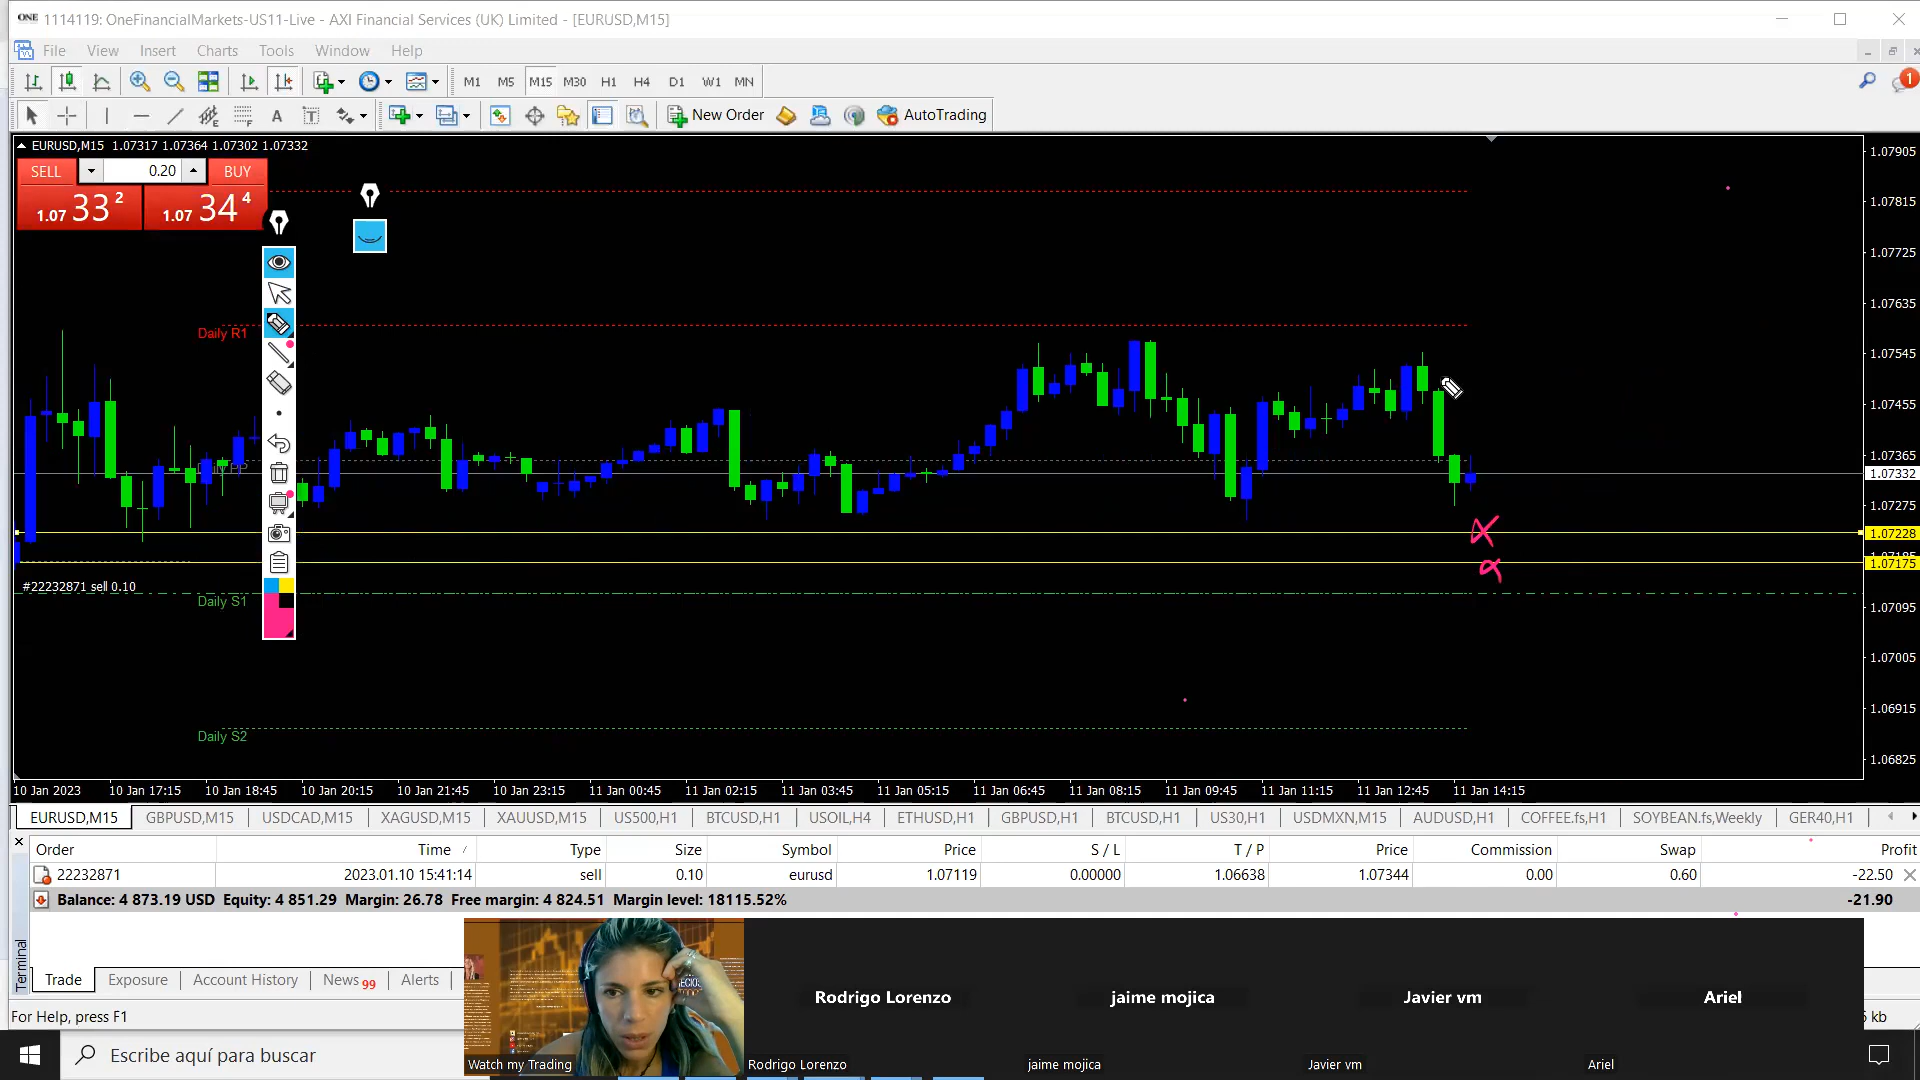 ONE 1114119: OneFinancialMarkets-US11-Live - AXI Financial Services (UK) Limited - [EURUSD,M15]
File View Insert Charts Tools Window Help
M1 M5 M15 M30 H1 H4 D1 W1 MN
1
A T New Order AutoTrading
EURUSD,M15 1.07317 1.07364 1.07302 1.07332
SELL 0.20 BUY
1.07 33 2 1.07 34 4
1.07905
1.07815
1.07725
1.07635
Daily R1
1.07545
1.07455
1.07365
1.07332
1.07275
1.07228
1.07175
#22232871 sell 0.10
Daily S1
1.07095
1.07005
1.06915
Daily S2
1.06825
10 Jan 2023 10 Jan 17:15 10 Jan 18:45 10 Jan 20:15 10 Jan 21:45 10 Jan 23:15 11 Jan 00:45 11 Jan 02:15 11 Jan 03:45 11 Jan 05:15 11 Jan 06:45 11 Jan 08:15 11 Jan 09:45 11 Jan 11:15 11 Jan 12:45 11 Jan 14:15
EURUSD,M15 GBPUSD,M15 USDCAD,M15 XAGUSD,M15 XAUUSD,M15 US500,H1 BTCUSD,H1 USOIL,H4 ETHUSD,H1 GBPUSD,H1 BTCUSD,H1 US30,H1 USDMXN,M15 AUDUSD,H1 COFFEE.fs,H1 SOYBEAN.fs,Weekly GER40,H1
Order Time Type Size Symbol Price S / L T / P Price Commission Swap Profit
22232871 2023.01.10 15:41:14 sell 0.10 eurusd 1.07119 0.00000 1.06638 1.07344 0.00 0.60 -22.50
Balance: 4 873.19 USD Equity: 4 851.29 Margin: 26.78 Free margin: 4 824.51 Margin level: 18115.52% -21.90
Terminal
Trade Exposure Account History News 99 Alerts
For Help, press F1
Rodrigo Lorenzo jaime mojica Javier vm Ariel
kb
Escribe aquí para buscar
Watch my Trading Rodrigo Lorenzo jaime mojica Javier vm Ariel